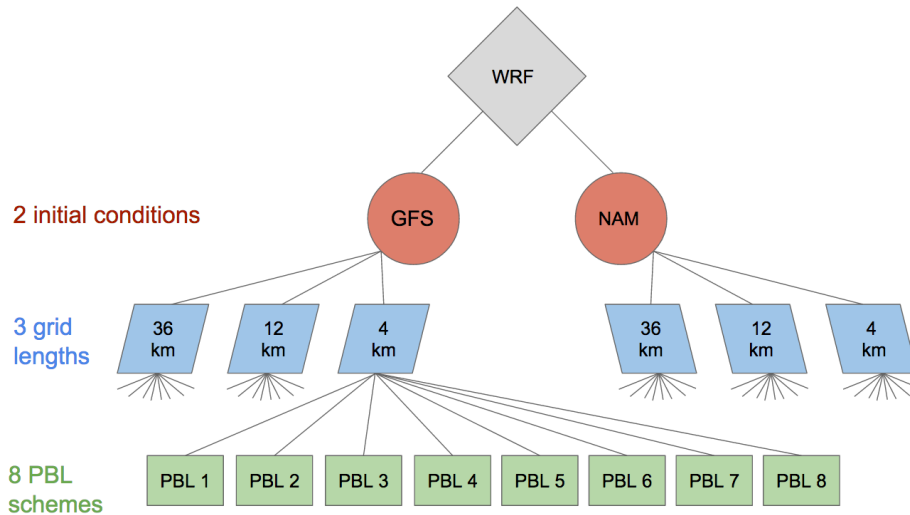 WRF
2 initial conditions
GFS
NAM
3 grid
lengths
36
km
12
km
4
km
36
km
12
km
4
km
8 PBL
schemes
PBL 1
PBL 2
PBL 3
PBL 4
PBL 5
PBL 6
PBL 7
PBL 8